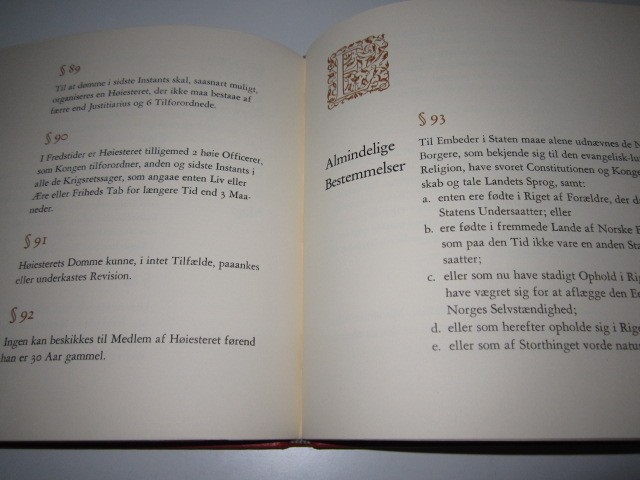 § 89
Til at dømme i sidste Instants skal, saasnart muligt,
organiseres en Høiesteret, der ikke maa bestaae af
færre end Justitiarius og 6 Tilforordnede.
§ 90
I Fredstider er Høiesteret tilligemed 2 høie Officerer,
som Kongen tilforordner, anden og sidste Instants i
alle de Krigsretssager, som angaae enten Liv eller
Ære eller Friheds Tab for længere Tid end 3 Maa-
neder.
§ 91
Høiesterets Domme kunne, i intet Tilfælde, paaankes
eller underkastes Revision.
§ 92
Ingen kan beskikkes til Medlem af Høiesteret førend
han er 30 Aar gammel.
E
Almindelige
Bestemmelser
§ 93
Til Embeder i Staten maae alene udnævnes de
Borgere, som bekjende sig til den evangelisk-
Religion, have svoret Constitutionen og
skab og tale Landets Sprog, samt:
a. enten ere fødte i Riget af Forældre, der
Statens Undersaatter; eller
b. ere fødte i fremmede Lande af Norske
som paa den Tid ikke vare en anden
saatter;
c. eller som nu have stadigt Ophold i
have vægret sig for at aflægge den
Norges Selvstændighed;
d. eller som herefter opholde sig i
e. eller som af Storthinget vorde